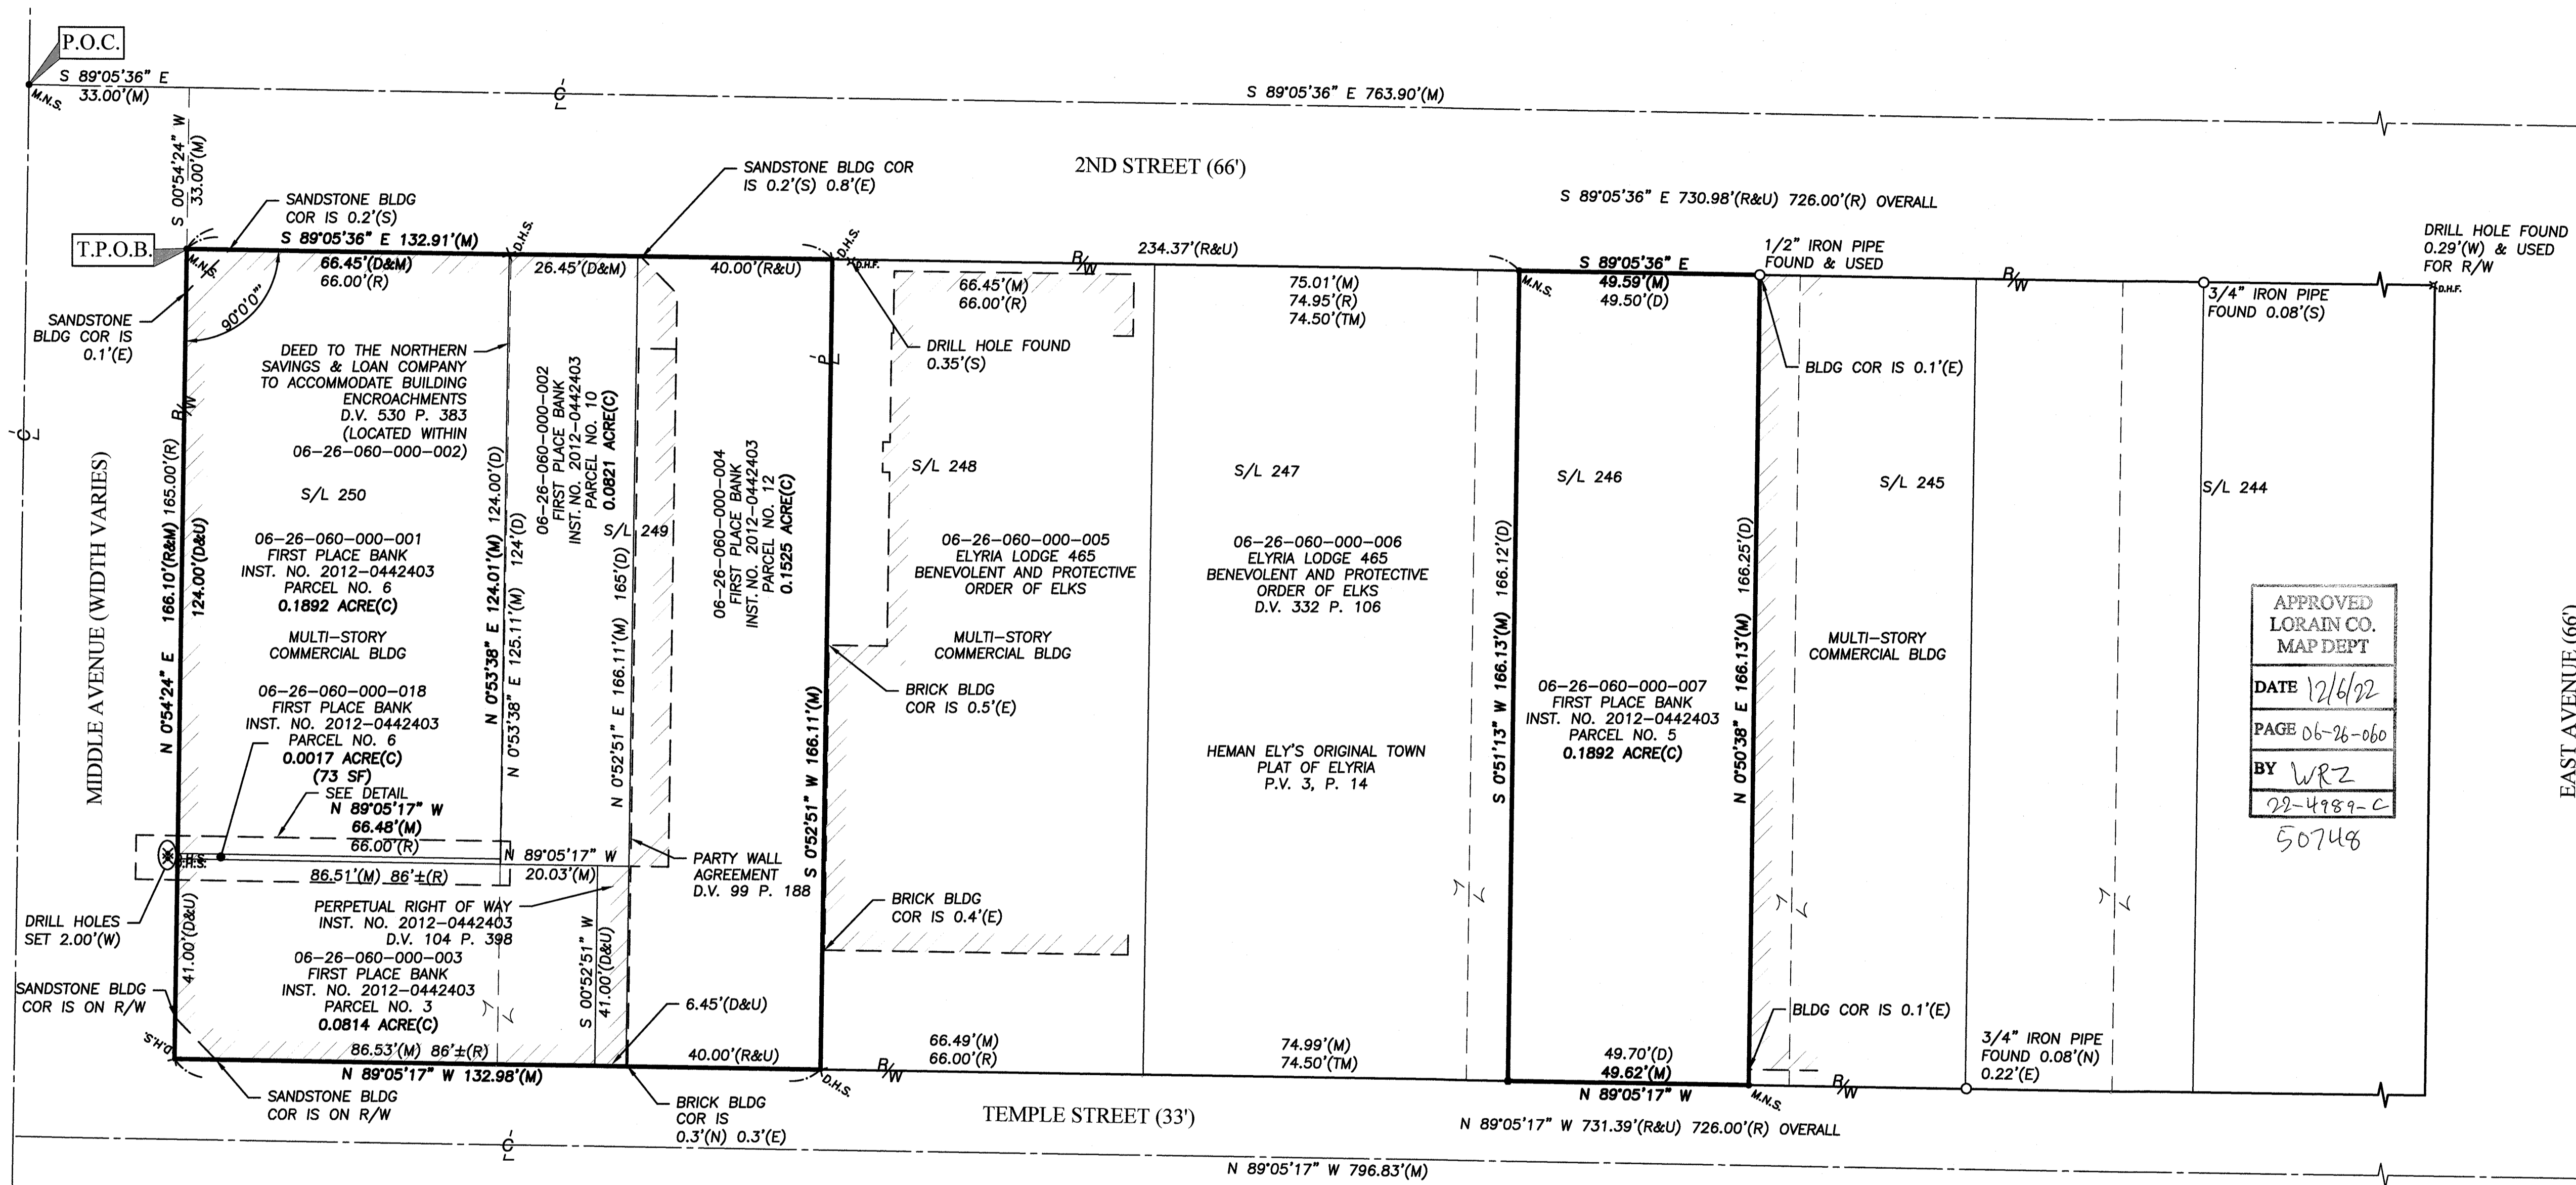 P.O.C.
S 89°05'36" E
33.00'(M)
M.N.S.
C/L
S 89°05'36" E 763.90'(M)
S 00°54'24" W
33.00'(M)
SANDSTONE BLDG COR
IS 0.2'(S) 0.8'(E)
2ND STREET (66')
S 89°05'36" E 730.98'(R&U) 726.00'(R) OVERALL
SANDSTONE BLDG
COR IS 0.2'(S)
T.P.O.B.
M.N.S.
S 89°05'36" E 132.91'(M)
66.45'(D&M)
66.00'(R)
D.H.S.
26.45'(D&M)
40.00'(R&U)
D.H.S.
D.H.F.
R/W
234.37'(R&U)
66.45'(M)
66.00'(R)
75.01'(M)
74.95'(R)
74.50'(TM)
M.N.S.
S 89°05'36" E
49.59'(M)
49.50'(D)
1/2" IRON PIPE
FOUND & USED
R/W
3/4" IRON PIPE
FOUND 0.08'(S)
DRILL HOLE FOUND
0.29'(W) & USED
FOR R/W
D.H.F.
90°0'0"
SANDSTONE
BLDG COR IS
0.1'(E)
R/W
DEED TO THE NORTHERN
SAVINGS & LOAN COMPANY
TO ACCOMMODATE BUILDING
ENCROACHMENTS
D.V. 530 P. 383
(LOCATED WITHIN
06-26-060-000-002)
06-26-060-000-002
FIRST PLACE BANK
INST. NO. 2012-0442403
PARCEL NO. 10
0.0821 ACRE(C)
P/L
DRILL HOLE FOUND
0.35'(S)
BLDG COR IS 0.1'(E)
C/L
MIDDLE AVENUE (WIDTH VARIES)
N 0°54'24" E 166.10'(R&M) 165.00'(R)
124.00'(D&U)
S/L 250
S/L 249
S/L 248
S/L 247
S/L 246
S/L 245
S/L 244
06-26-060-000-001
FIRST PLACE BANK
INST. NO. 2012-0442403
PARCEL NO. 6
0.1892 ACRE(C)
MULTI-STORY
COMMERCIAL BLDG
06-26-060-000-018
FIRST PLACE BANK
INST. NO. 2012-0442403
PARCEL NO. 6
0.0017 ACRE(C)
(73 SF)
SEE DETAIL
N 89°05'17" W
66.48'(M)
66.00'(R)
N 0°53'38" E 124.01'(M) 124.00'(D)
N 0°53'38" E 125.11'(M) 124'(D)
N 0°52'51" E 166.11'(M) 165'(D)
06-26-060-000-004
FIRST PLACE BANK
INST. NO. 2012-0442403
PARCEL NO. 12
0.1525 ACRE(C)
S 0°52'51" W 166.11'(M)
06-26-060-000-005
ELYRIA LODGE 465
BENEVOLENT AND PROTECTIVE
ORDER OF ELKS
MULTI-STORY
COMMERCIAL BLDG
BRICK BLDG
COR IS 0.5'(E)
06-26-060-000-006
ELYRIA LODGE 465
BENEVOLENT AND PROTECTIVE
ORDER OF ELKS
D.V. 332 P. 106
HEMAN ELY'S ORIGINAL TOWN
PLAT OF ELYRIA
P.V. 3, P. 14
S 0°51'13" W 166.13'(M) 166.12'(D)
06-26-060-000-007
FIRST PLACE BANK
INST. NO. 2012-0442403
PARCEL NO. 5
0.1892 ACRE(C)
N 0°50'38" E 166.13'(M) 166.25'(D)
MULTI-STORY
COMMERCIAL BLDG
APPROVED
LORAIN CO.
MAP DEPT
DATE 12/6/22
PAGE 06-26-060
BY WRZ
22-4989-C
50748
EAST AVENUE (66')
D.H.S.
86.51'(M) 86'±(R)
N 89°05'17" W
20.03'(M)
PARTY WALL
AGREEMENT
D.V. 99 P. 188
BRICK BLDG
COR IS 0.4'(E)
DRILL HOLES
SET 2.00'(W)
41.00'(D&U)
PERPETUAL RIGHT OF WAY
INST. NO. 2012-0442403
D.V. 104 P. 398
06-26-060-000-003
FIRST PLACE BANK
INST. NO. 2012-0442403
PARCEL NO. 3
0.0814 ACRE(C)
S 00°52'51" W
41.00'(D&U)
SANDSTONE BLDG
COR IS ON R/W
D.H.S.
86.53'(M) 86'±(R)
N 89°05'17" W 132.98'(M)
SANDSTONE BLDG
COR IS ON R/W
6.45'(D&U)
40.00'(R&U)
D.H.S.
BRICK BLDG
COR IS
0.3'(N) 0.3'(E)
R/W
66.49'(M)
66.00'(R)
74.99'(M)
74.50'(TM)
49.70'(D)
49.62'(M)
N 89°05'17" W
M.N.S.
BLDG COR IS 0.1'(E)
R/W
3/4" IRON PIPE
FOUND 0.08'(N)
0.22'(E)
TEMPLE STREET (33')
N 89°05'17" W 731.39'(R&U) 726.00'(R) OVERALL
C/L
N 89°05'17" W 796.83'(M)